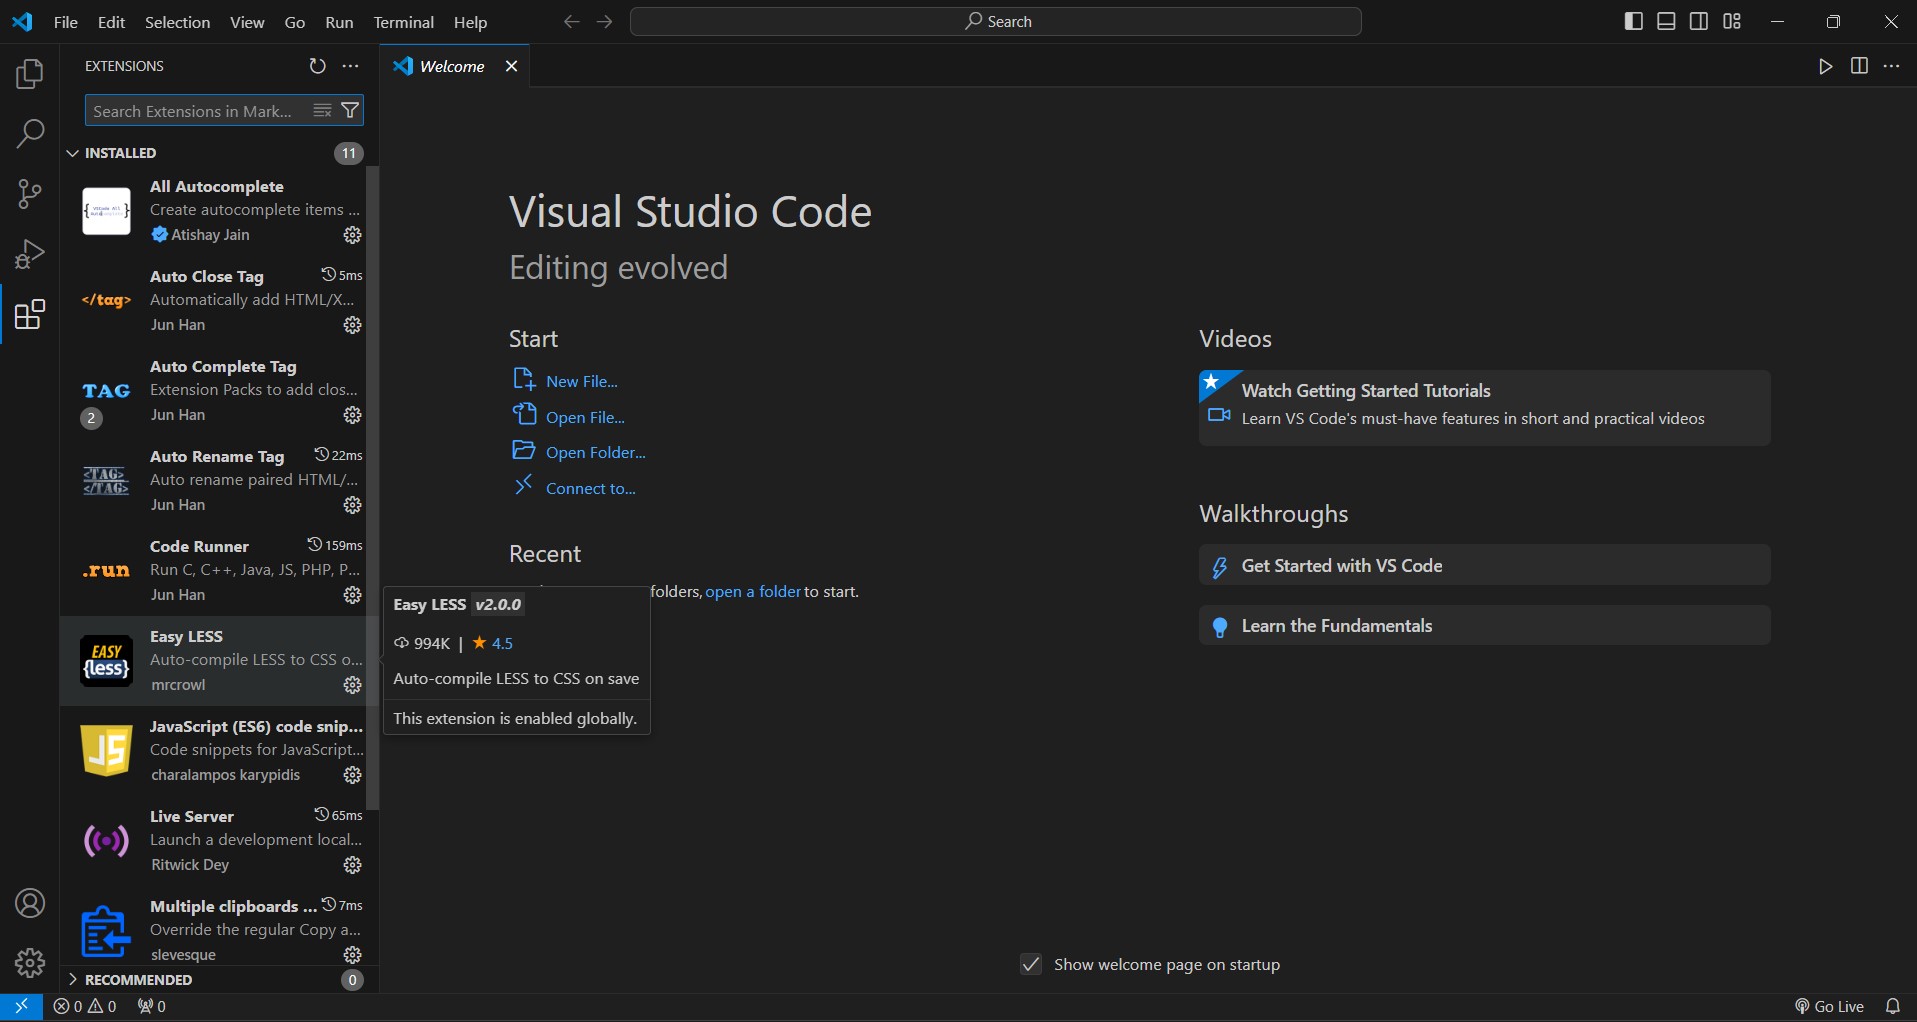 File Edit Selection View Go Run Terminal Help
Search
EXTENSIONS
Welcome
Search Extensions in Mark...
INSTALLED 11
All Autocomplete
Create autocomplete items ...
Atishay Jain
</tag>
Auto Close Tag 5ms
Automatically add HTML/X...
Jun Han
TAG
2
Auto Complete Tag
Extension Packs to add clos...
Jun Han
<TAG>
</TAG>
Auto Rename Tag 22ms
Auto rename paired HTML/...
Jun Han
.run
Code Runner 159ms
Run C, C++, Java, JS, PHP, P...
Jun Han
EASY
{less}
Easy LESS
Auto-compile LESS to CSS o...
mrcrowl
JS
JavaScript (ES6) code snip...
Code snippets for JavaScript...
charalampos karypidis
Live Server 65ms
Launch a development local...
Ritwick Dey
Multiple clipboards ... 7ms
Override the regular Copy a...
slevesque
RECOMMENDED 0
Visual Studio Code
Editing evolved
Start
New File...
Open File...
Open Folder...
Connect to...
Recent
folders, open a folder to start.
Easy LESS v2.0.0
994K | 4.5
Auto-compile LESS to CSS on save
This extension is enabled globally.
Videos
Watch Getting Started Tutorials
Learn VS Code's must-have features in short and practical videos
Walkthroughs
Get Started with VS Code
Learn the Fundamentals
Show welcome page on startup
0 0 0
Go Live